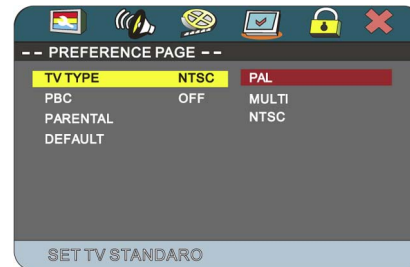 -- PREFERENCE PAGE --
TV TYPE NTSC PAL
PBC OFF MULTI
PARENTAL NTSC
DEFAULT
SET TV STANDARO